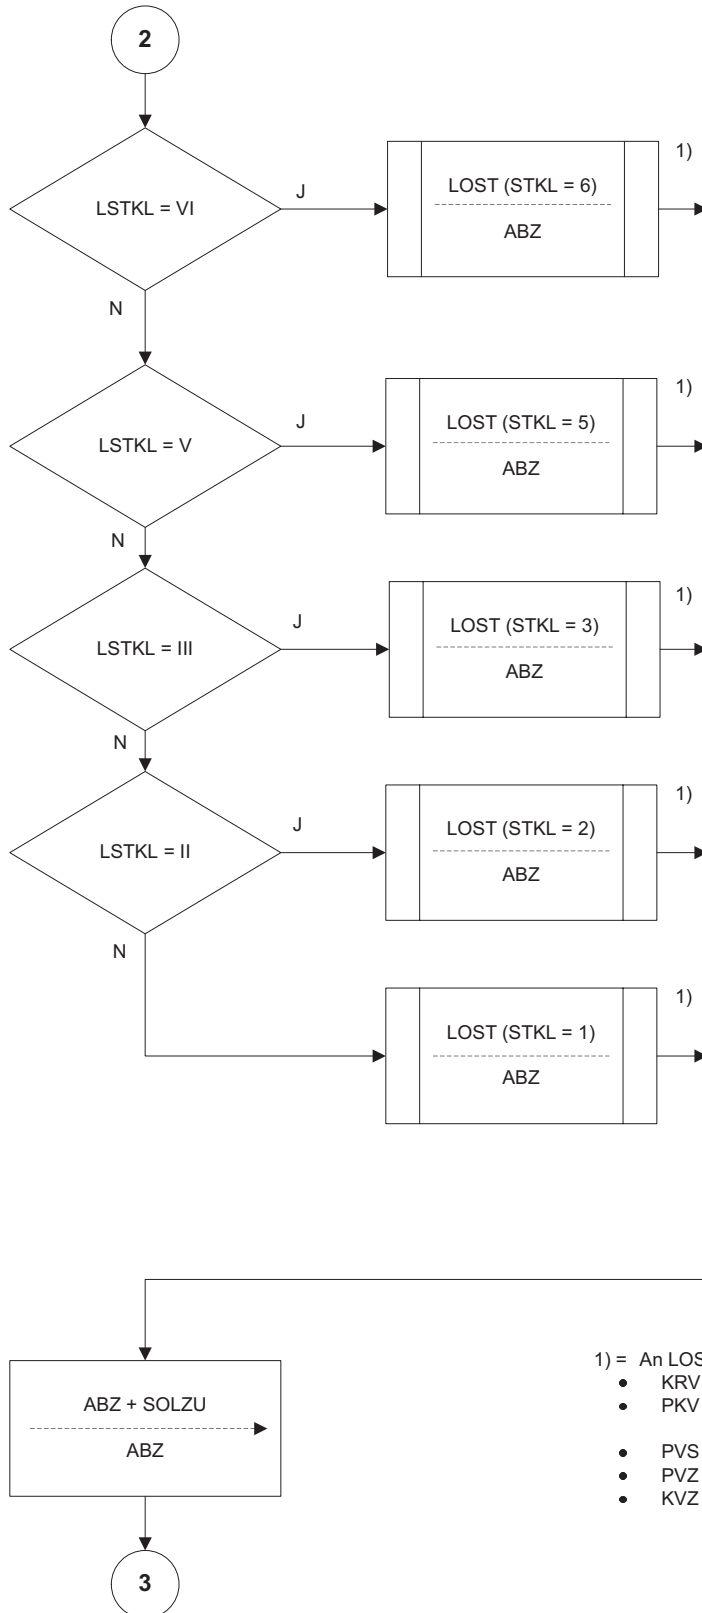 2
LSTKL = VI
J
LOST (STKL = 6)
ABZ
1)
N
LSTKL = V
J
LOST (STKL = 5)
ABZ
1)
N
LSTKL = III
J
LOST (STKL = 3)
ABZ
1)
N
LSTKL = II
J
LOST (STKL = 2)
ABZ
1)
N
LOST (STKL = 1)
ABZ
1)
ABZ + SOLZU
ABZ
3
1) = An
• KRV
• PKV
• PVS
• PVZ
• KVZ